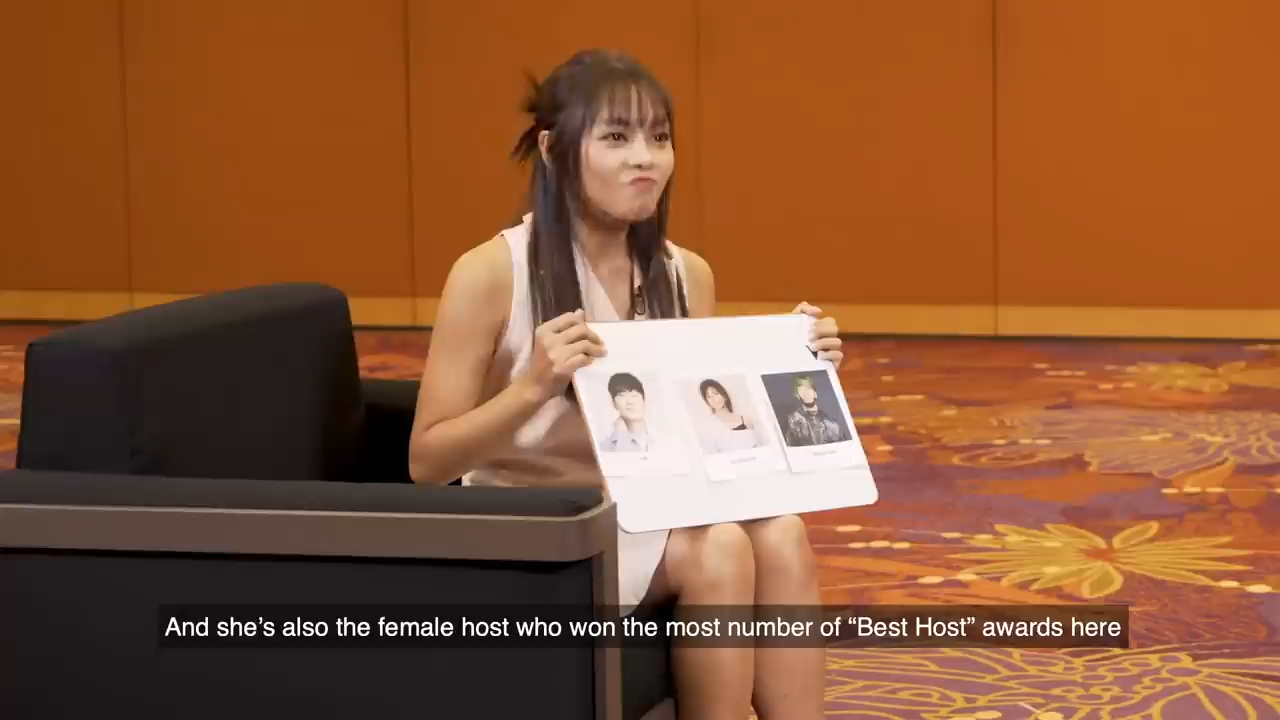 And she’s also the female host who won the most number of “Best Host” awards here